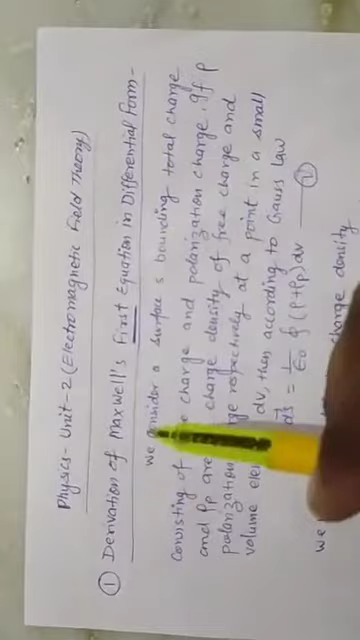 Physics- Unit-2 (Electromagnetic Field Theory)
① Derivation of Maxwell's First Equation in Differential Form-
We consider a surface s bounding total charge
Consisting of charge and polarization charge, If ρ
and ρp are charge density of free charge and
polarization respectively at a point in a small
volume dv, then according to Gauss law
ds = 1/ε0 ∮ (ρ+ρp)dv — ①
we charge density